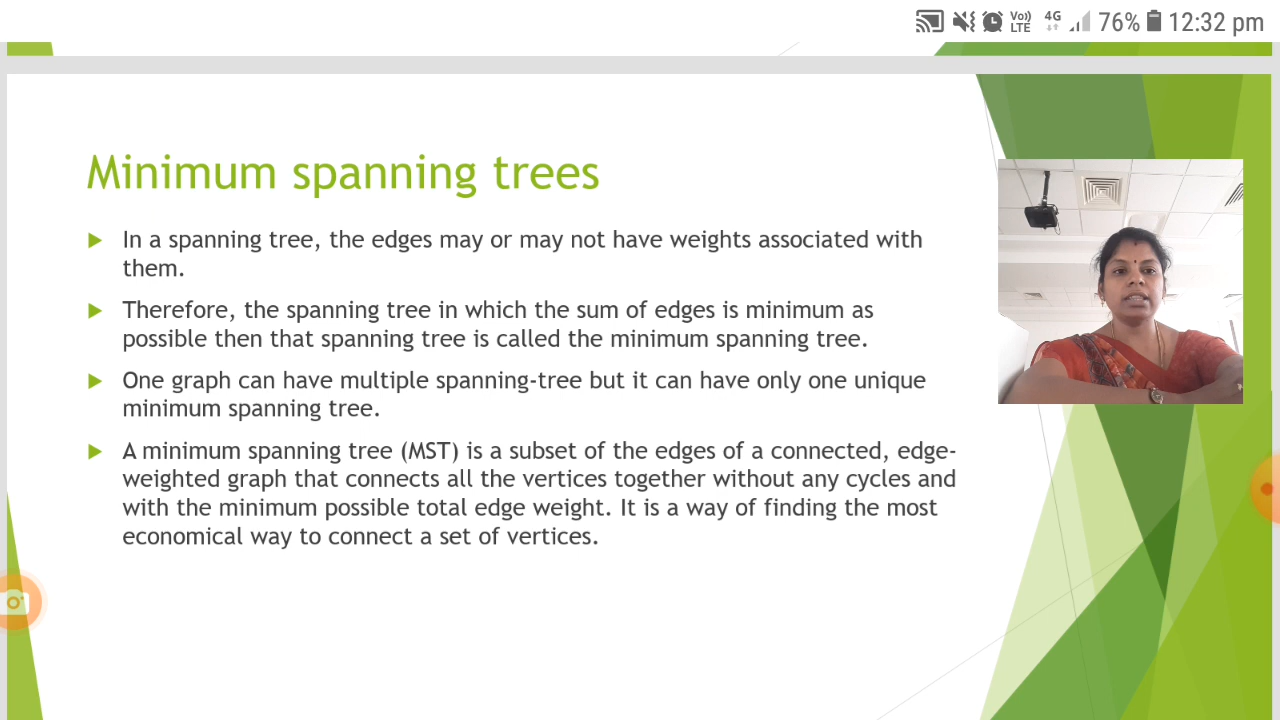 Vo)) 4G 76% 12:32 pm
LTE
Minimum spanning trees
In a spanning tree, the edges may or may not have weights associated with
them.
Therefore, the spanning tree in which the sum of edges is minimum as
possible then that spanning tree is called the minimum spanning tree.
One graph can have multiple spanning-tree but it can have only one unique
minimum spanning tree.
A minimum spanning tree (MST) is a subset of the edges of a connected, edge-
weighted graph that connects all the vertices together without any cycles and
with the minimum possible total edge weight. It is a way of finding the most
economical way to connect a set of vertices.